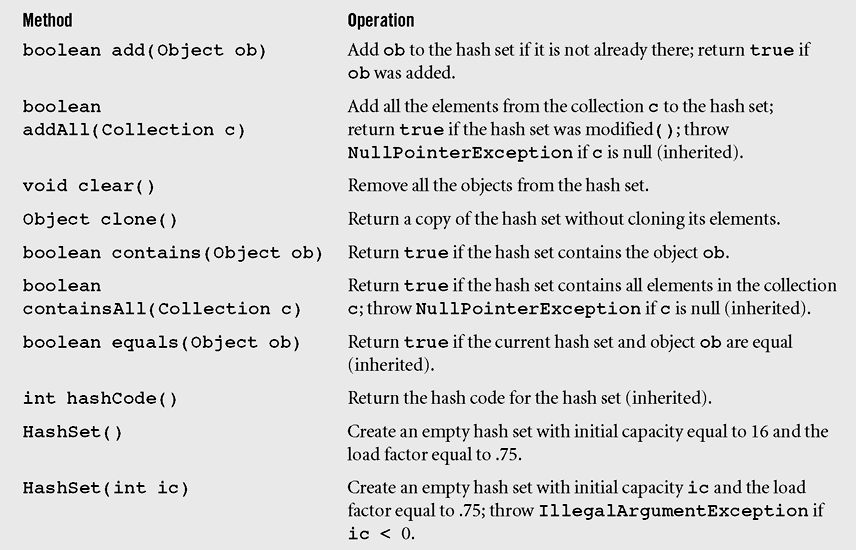 Method Operation
boolean add(Object ob) Add ob to the hash set if it is not already there; return true if
ob was added.
boolean Add all the elements from the collection c to the hash set;
addAll(Collection c) return true if the hash set was modified(); throw
NullPointerException if c is null (inherited).
void clear() Remove all the objects from the hash set.
Object clone() Return a copy of the hash set without cloning its elements.
boolean contains(Object ob) Return true if the hash set contains the object ob.
boolean Return true if the hash set contains all elements in the collection
containsAll(Collection c) c; throw NullPointerException if c is null (inherited).
boolean equals(Object ob) Return true if the current hash set and object ob are equal
(inherited).
int hashCode() Return the hash code for the hash set (inherited).
HashSet() Create an empty hash set with initial capacity equal to 16 and the
load factor equal to .75.
HashSet(int ic) Create an empty hash set with initial capacity ic and the load
factor equal to .75; throw IllegalArgumentException if
ic < 0.